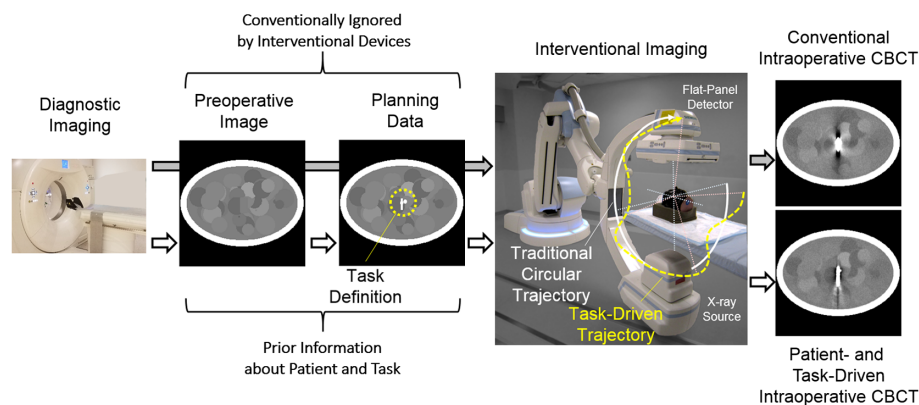 Conventionally Ignored
by Interventional Devices
Diagnostic
Imaging
Preoperative
Image
Planning
Data
Task
Definition
Prior Information
about Patient and Task
Interventional Imaging
Flat-Panel
Detector
Traditional
Circular
Trajectory
Task-Driven
Trajectory
X-ray
Source
Conventional
Intraoperative CBCT
Patient- and
Task-Driven
Intraoperative CBCT